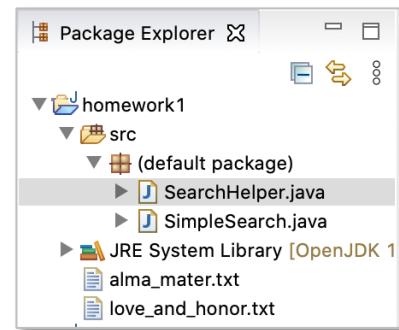 Package Explorer
homework1
src
(default package)
SearchHelper.java
SimpleSearch.java
JRE System Library [OpenJDK 1
alma_mater.txt
love_and_honor.txt